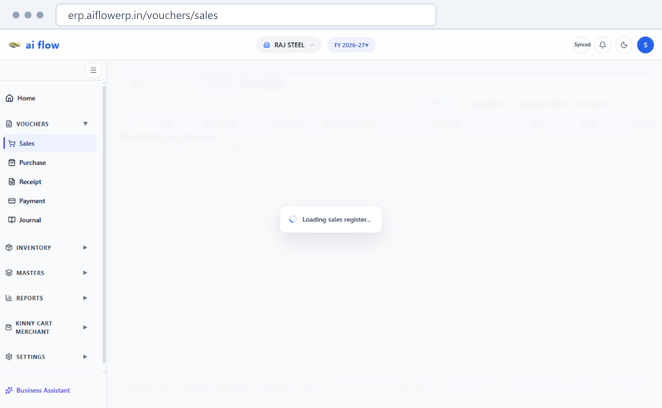 erp.aiflowerp.in/vouchers/sales
ai flow
RAJ STEEL
FY 2026-27
Synced
S
Home
VOUCHERS
Sales
Purchase
Receipt
Payment
Journal
INVENTORY
MASTERS
REPORTS
KINNY CART
MERCHANT
SETTINGS
Business Assistant
Loading sales register...